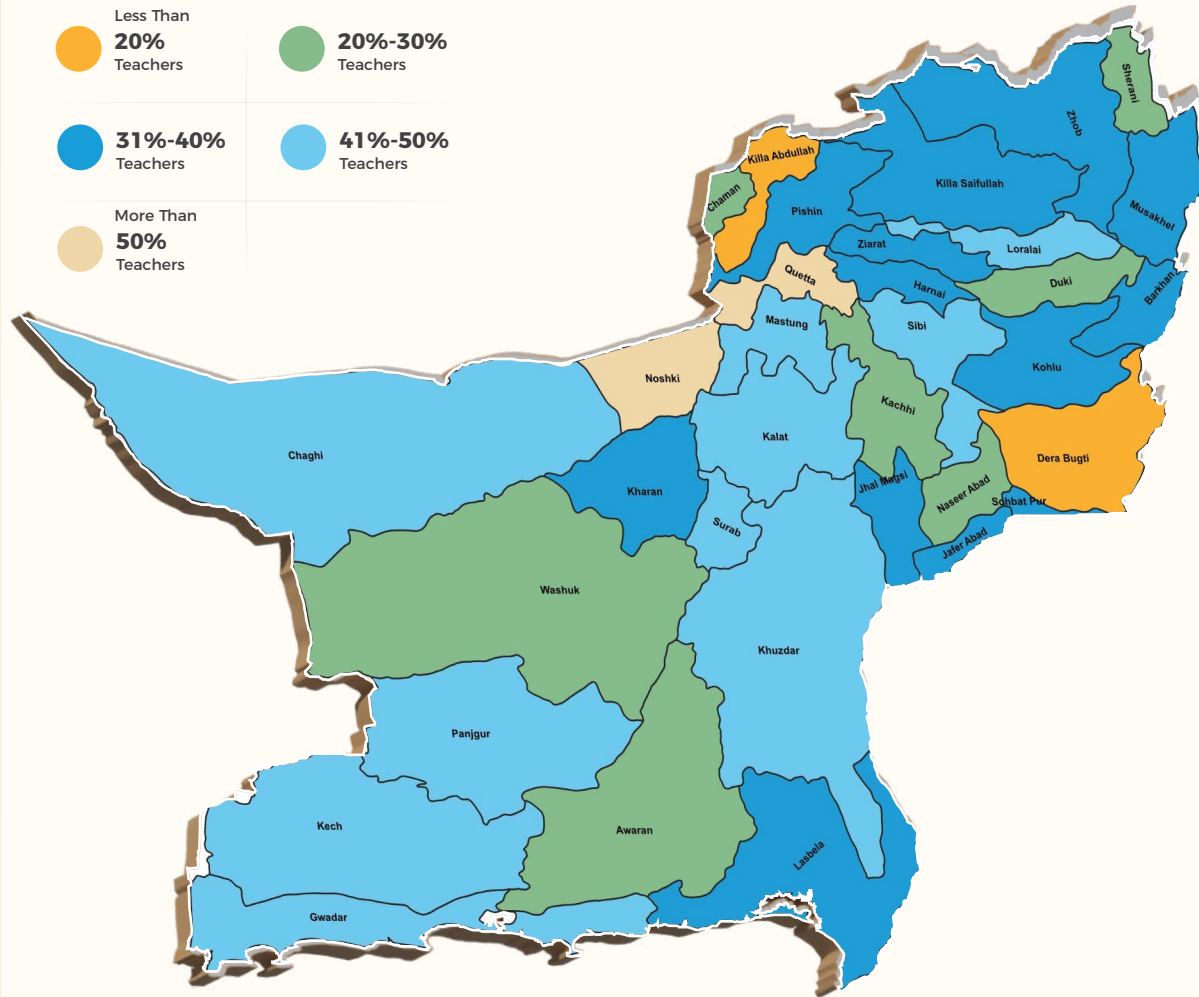 Less Than
20%
Teachers
20%-30%
Teachers
31%-40%
Teachers
41%-50%
Teachers
More Than
50%
Teachers
Sherani
Zhob
Killa Abdullah
Killa Saifullah
Chaman
Pishin
Musakhel
Ziarat
Loralai
Quetta
Harnai
Duki
Barkhan
Mastung
Sibi
Kohlu
Noshki
Kachhi
Kalat
Chaghi
Dera Bugti
Kharan
Jhal Magsi
Naseer Abad
Sohbat Pur
Surab
Jafer Abad
Washuk
Khuzdar
Panjgur
Kech
Awaran
Lasbela
Gwadar